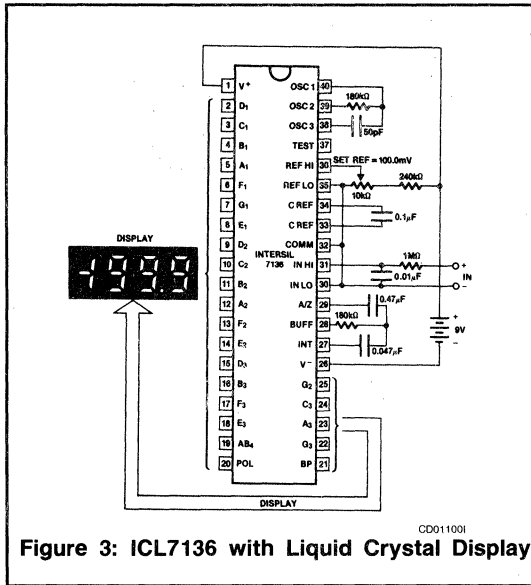 1 V+ OSC 1 40
2 D1 OSC 2 39
3 C1 OSC 3 38
4 B1 TEST 37
5 A1 REF HI 30
6 F1 REF LO 35
7 G1 C REF 34
8 E1 C REF 33
9 D2 COMM 32
10 C2 IN HI 31
11 B2 IN LO 30
12 A2 A/Z 29
13 F2 BUFF 28
14 E2 INT 27
15 D3 V− 26
16 B3 G2 25
17 F3 C3 24
18 E3 A3 23
19 AB4 G3 22
20 POL BP 21
INTERSIL
7136
180kΩ
50pF
SET REF = 100.0mV
10kΩ
240kΩ
0.1µF
1MΩ
0.01µF
+
IN
−
0.47µF
180kΩ
0.047µF
+
9V
−
DISPLAY
DISPLAY
CD01100I
Figure 3: ICL7136 with Liquid Crystal Display